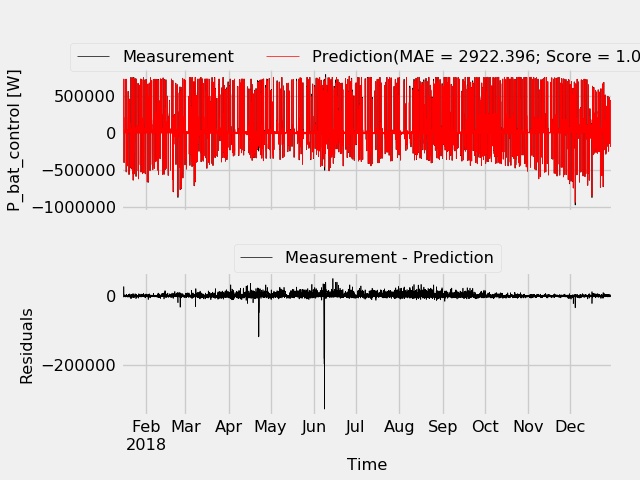 Measurement
Prediction(MAE = 2922.396; Score = 1.0
P_bat_control [W]
500000
0
−500000
−1000000
Measurement - Prediction
Residuals
0
−200000
Feb Mar Apr May Jun Jul Aug Sep Oct Nov Dec
2018
Time